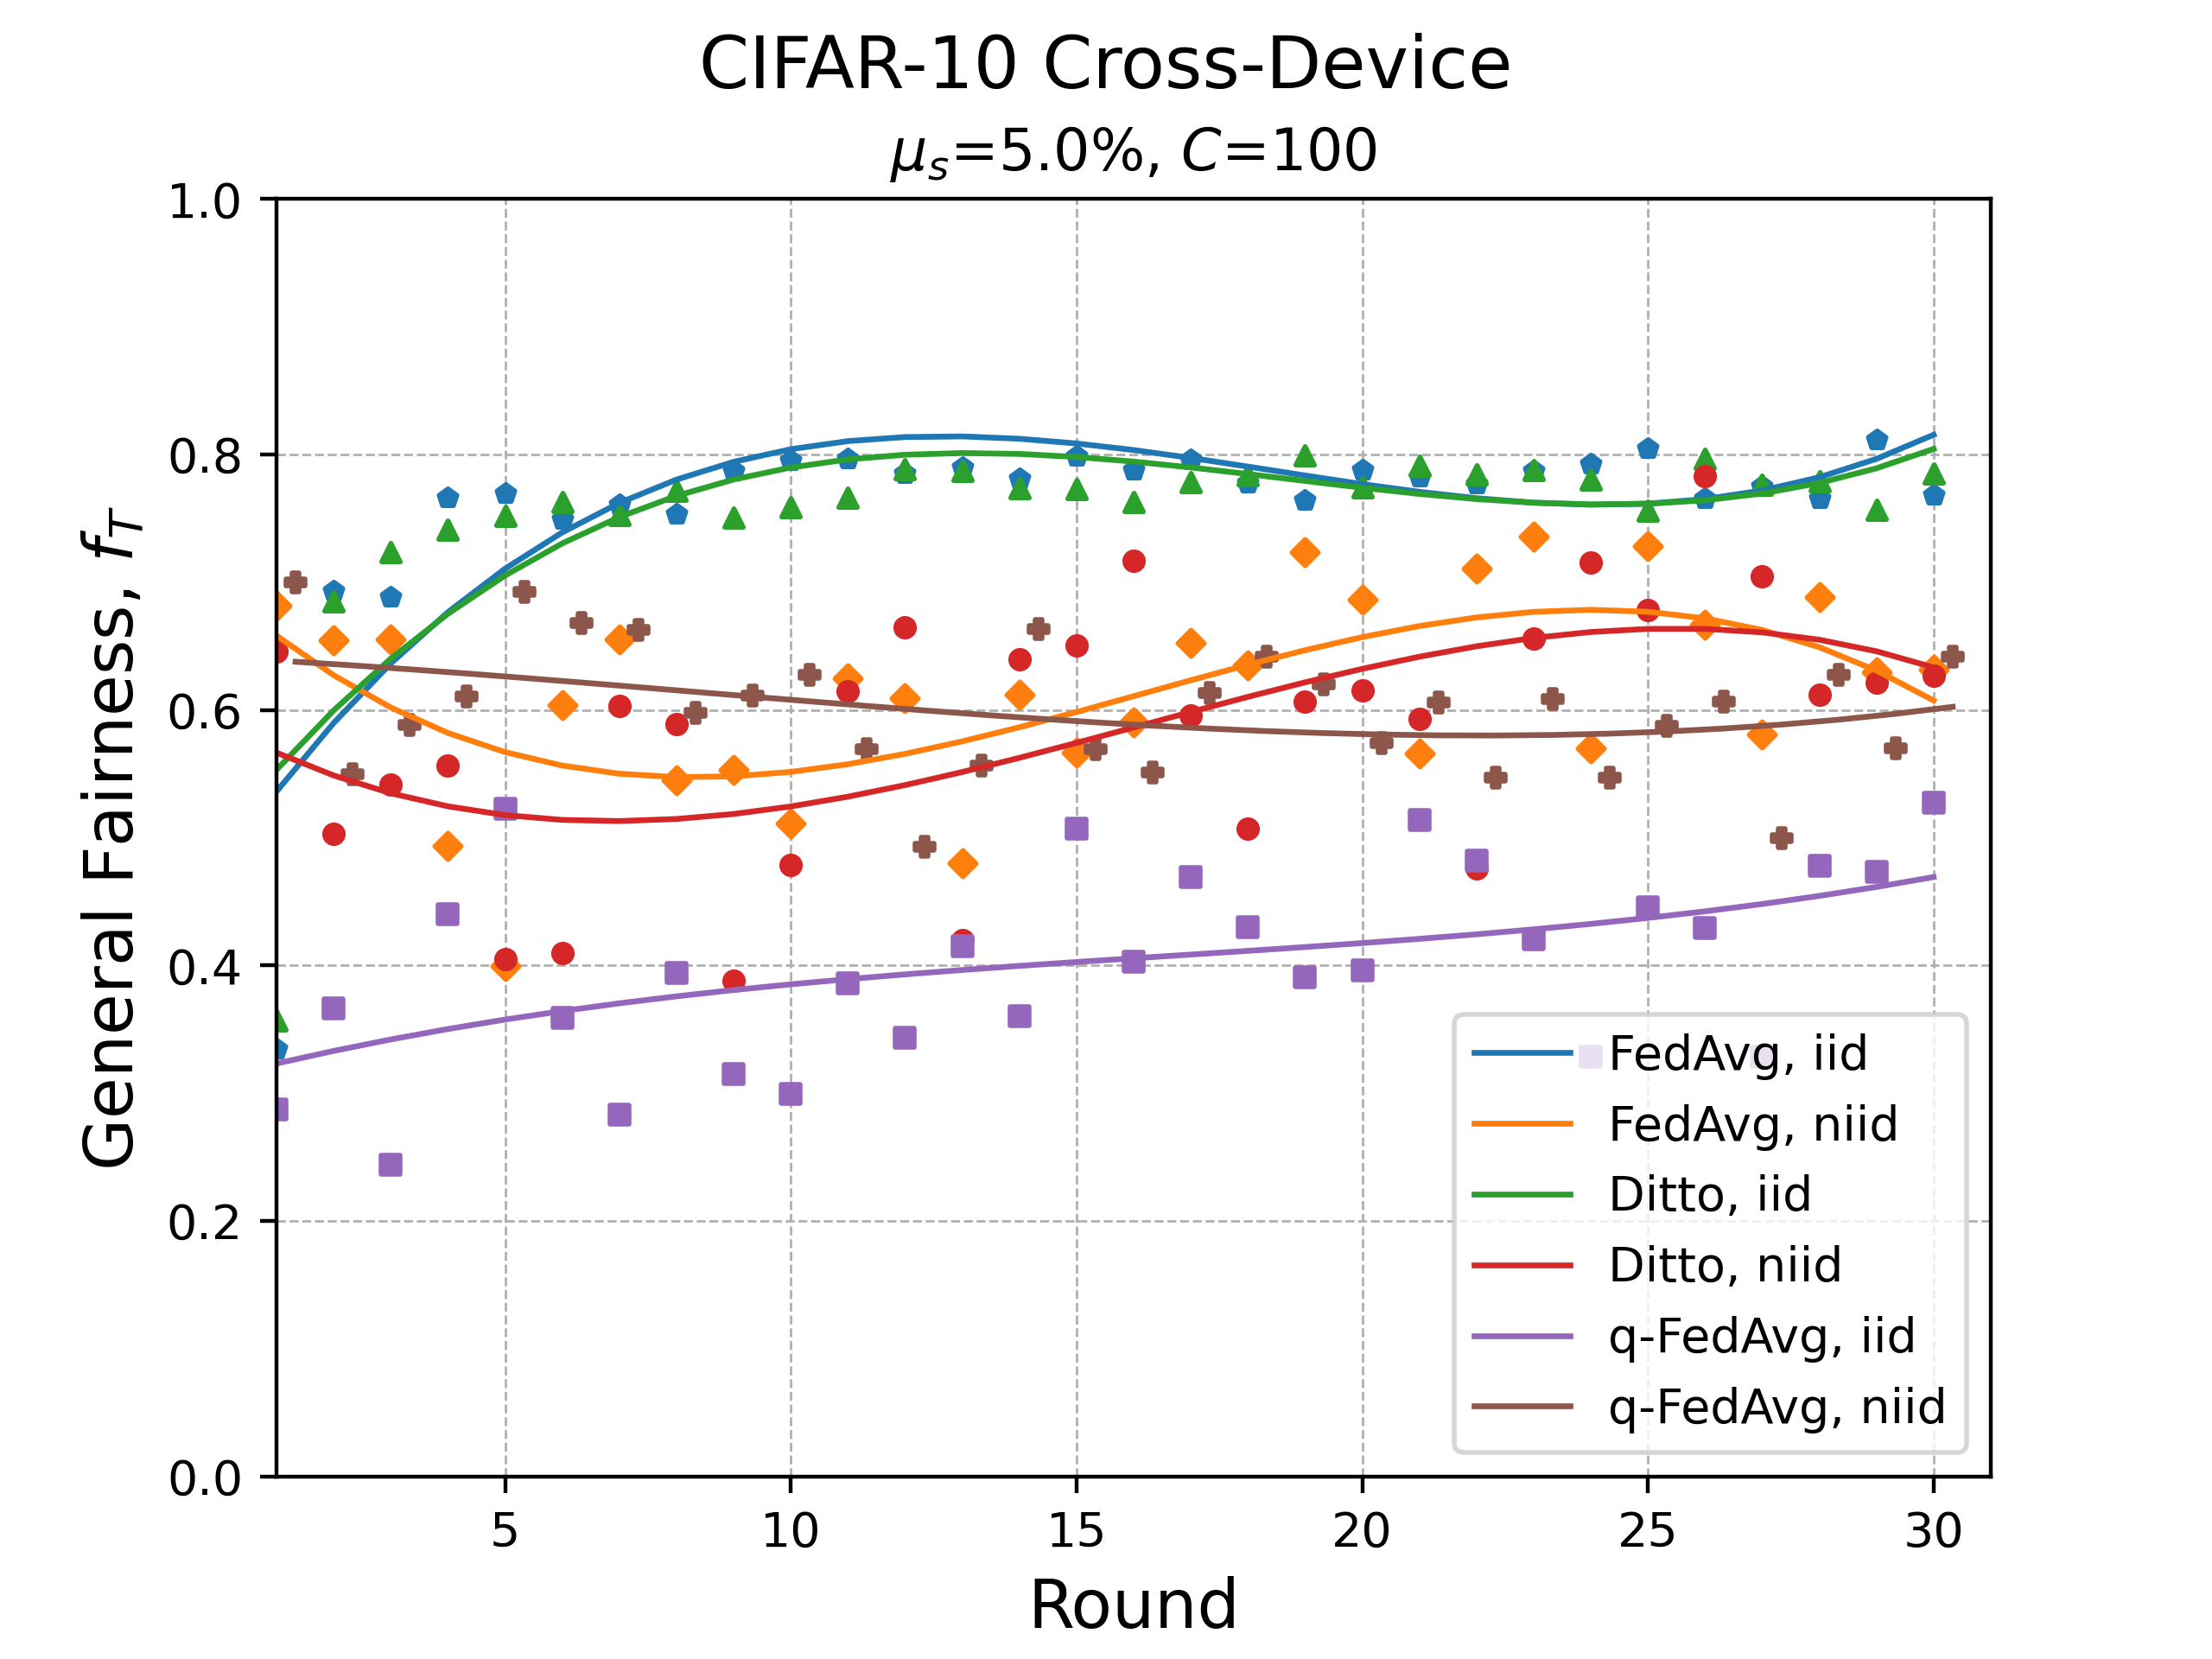 CIFAR-10 Cross-Device
μₛ=5.0%, C=100
General Fairness, f_T
1.0
0.8
0.6
0.4
0.2
0.0
5 10 15 20 25 30
Round
FedAvg, iid
FedAvg, niid
Ditto, iid
Ditto, niid
q-FedAvg, iid
q-FedAvg, niid